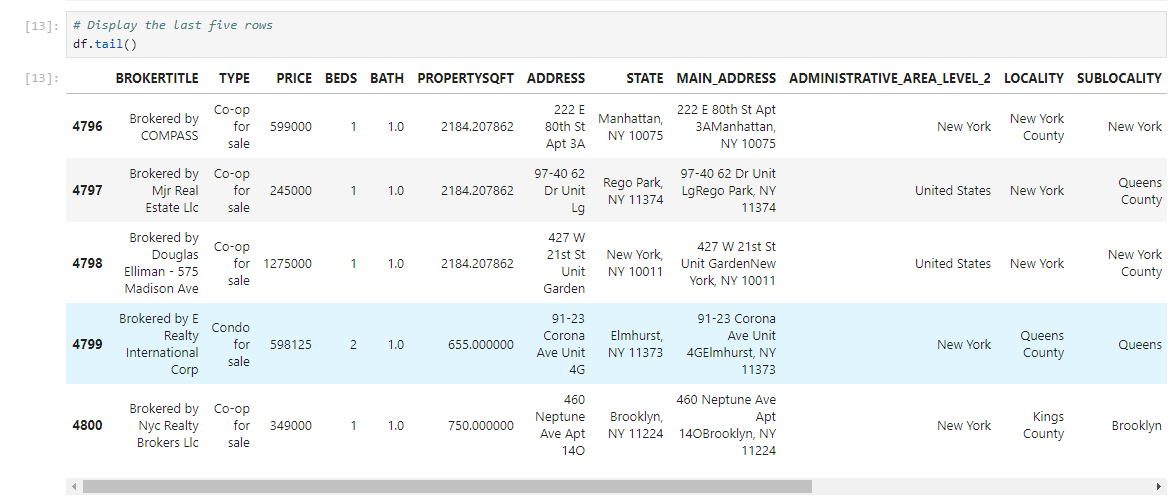 [13]: # Display the last five rows
df.tail()
[13]: BROKERTITLE TYPE PRICE BEDS BATH PROPERTYSQFT ADDRESS STATE MAIN_ADDRESS ADMINISTRATIVE_AREA_LEVEL_2 LOCALITY SUBLOCALITY
4796 Brokered by COMPASS Co-op for sale 599000 1 1.0 2184.207862 222 E 80th St Apt 3A Manhattan, NY 10075 222 E 80th St Apt 3AManhattan, NY 10075 New York New York County New York
4797 Brokered by Mjr Real Estate Llc Co-op for sale 245000 1 1.0 2184.207862 97-40 62 Dr Unit Lg Rego Park, NY 11374 97-40 62 Dr Unit LgRego Park, NY 11374 United States New York Queens County
4798 Brokered by Douglas Elliman - 575 Madison Ave Co-op for sale 1275000 1 1.0 2184.207862 427 W 21st St Unit Garden New York, NY 10011 427 W 21st St Unit GardenNew York, NY 10011 United States New York New York County
4799 Brokered by E Realty International Corp Condo for sale 598125 2 1.0 655.000000 91-23 Corona Ave Unit 4G Elmhurst, NY 11373 91-23 Corona Ave Unit 4GElmhurst, NY 11373 New York Queens County Queens
4800 Brokered by Nyc Realty Brokers Llc Co-op for sale 349000 1 1.0 750.000000 460 Neptune Ave Apt 14O Brooklyn, NY 11224 460 Neptune Ave Apt 14OBrooklyn, NY 11224 New York Kings County Brooklyn